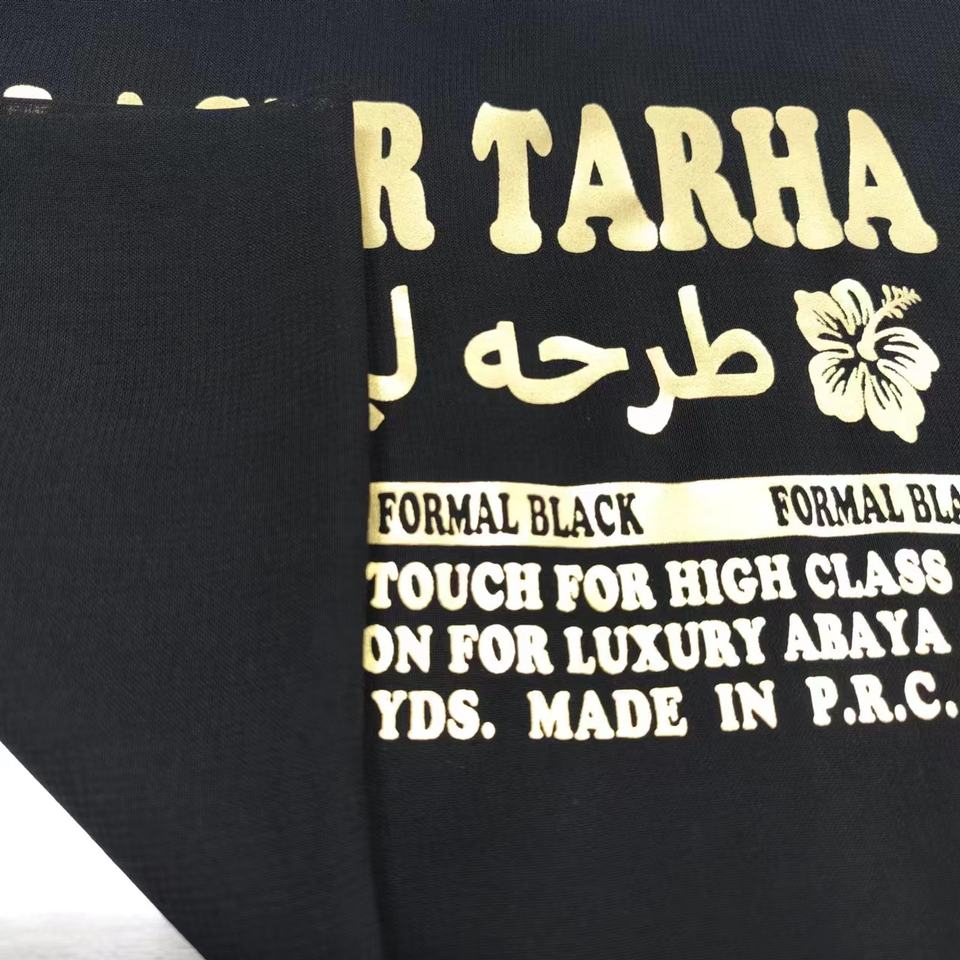 R TARHA
طرحه
FORMAL BLACK FORMAL BLA
TOUCH FOR HIGH CLASS
ON FOR LUXURY ABAYA
YDS. MADE IN P.R.C.